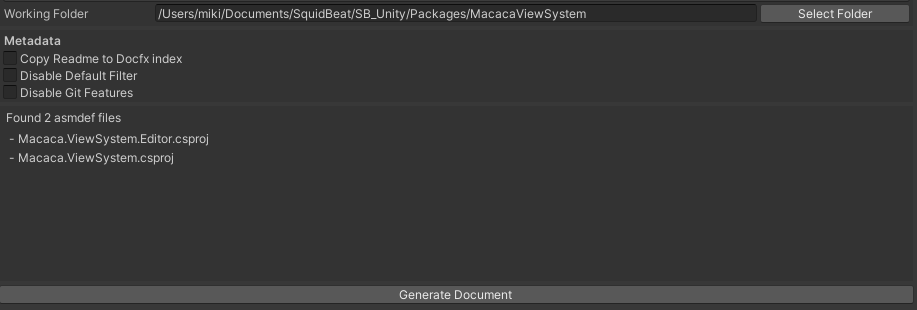 Working Folder /Users/miki/Documents/SquidBeat/SB_Unity/Packages/MacacaViewSystem Select Folder
Metadata
Copy Readme to Docfx index
Disable Default Filter
Disable Git Features
Found 2 asmdef files
- Macaca.ViewSystem.Editor.csproj
- Macaca.ViewSystem.csproj
Generate Document